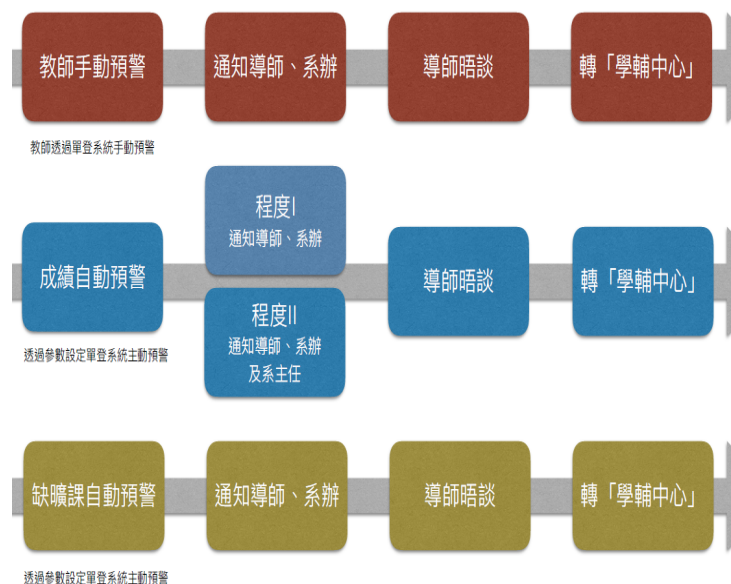 教師手動預警
通知導師、系辦
導師晤談
轉「學輔中心」
教師透過單登系統手動預警
程度I
通知導師、系辦
成績自動預警
程度II
通知導師、系辦
及系主任
導師晤談
轉「學輔中心」
透過參數設定單登系統主動預警
缺曠課自動預警
通知導師、系辦
導師晤談
轉「學輔中心」
透過參數設定單登系統主動預警